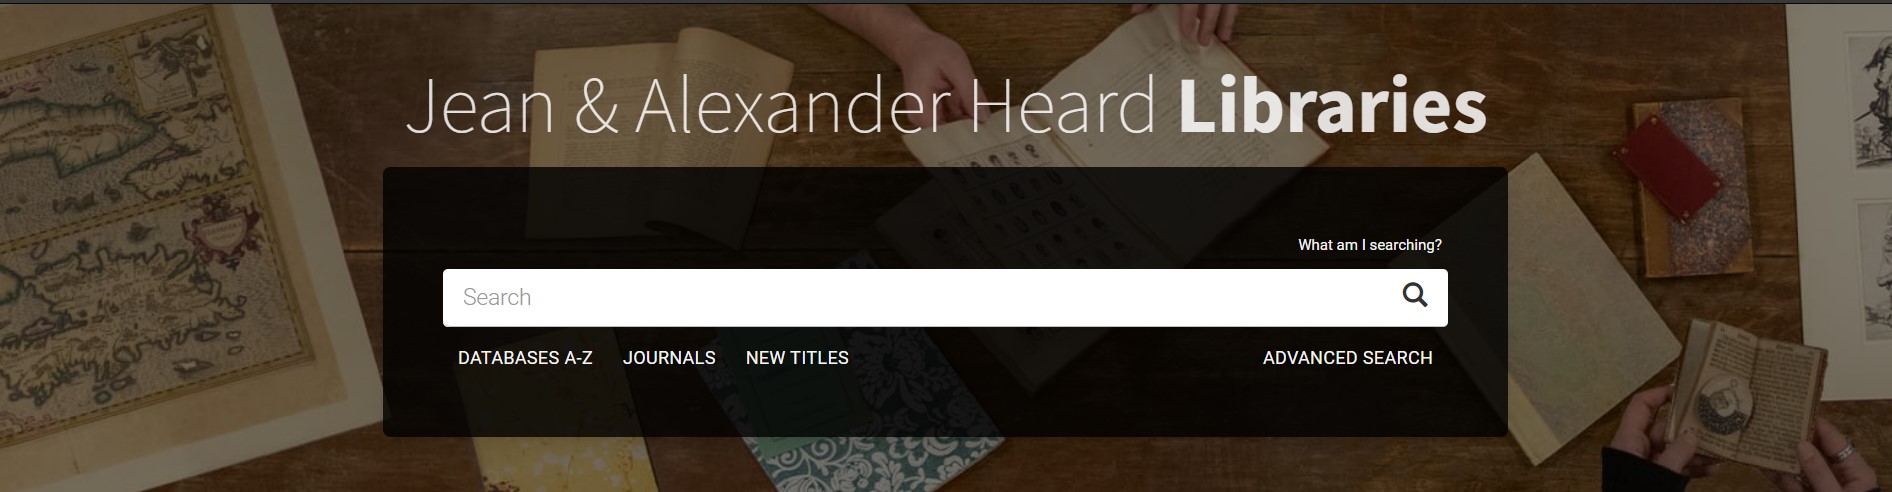 Jean & Alexander Heard Libraries
What am I searching?
Search
DATABASES A-Z JOURNALS NEW TITLES ADVANCED SEARCH